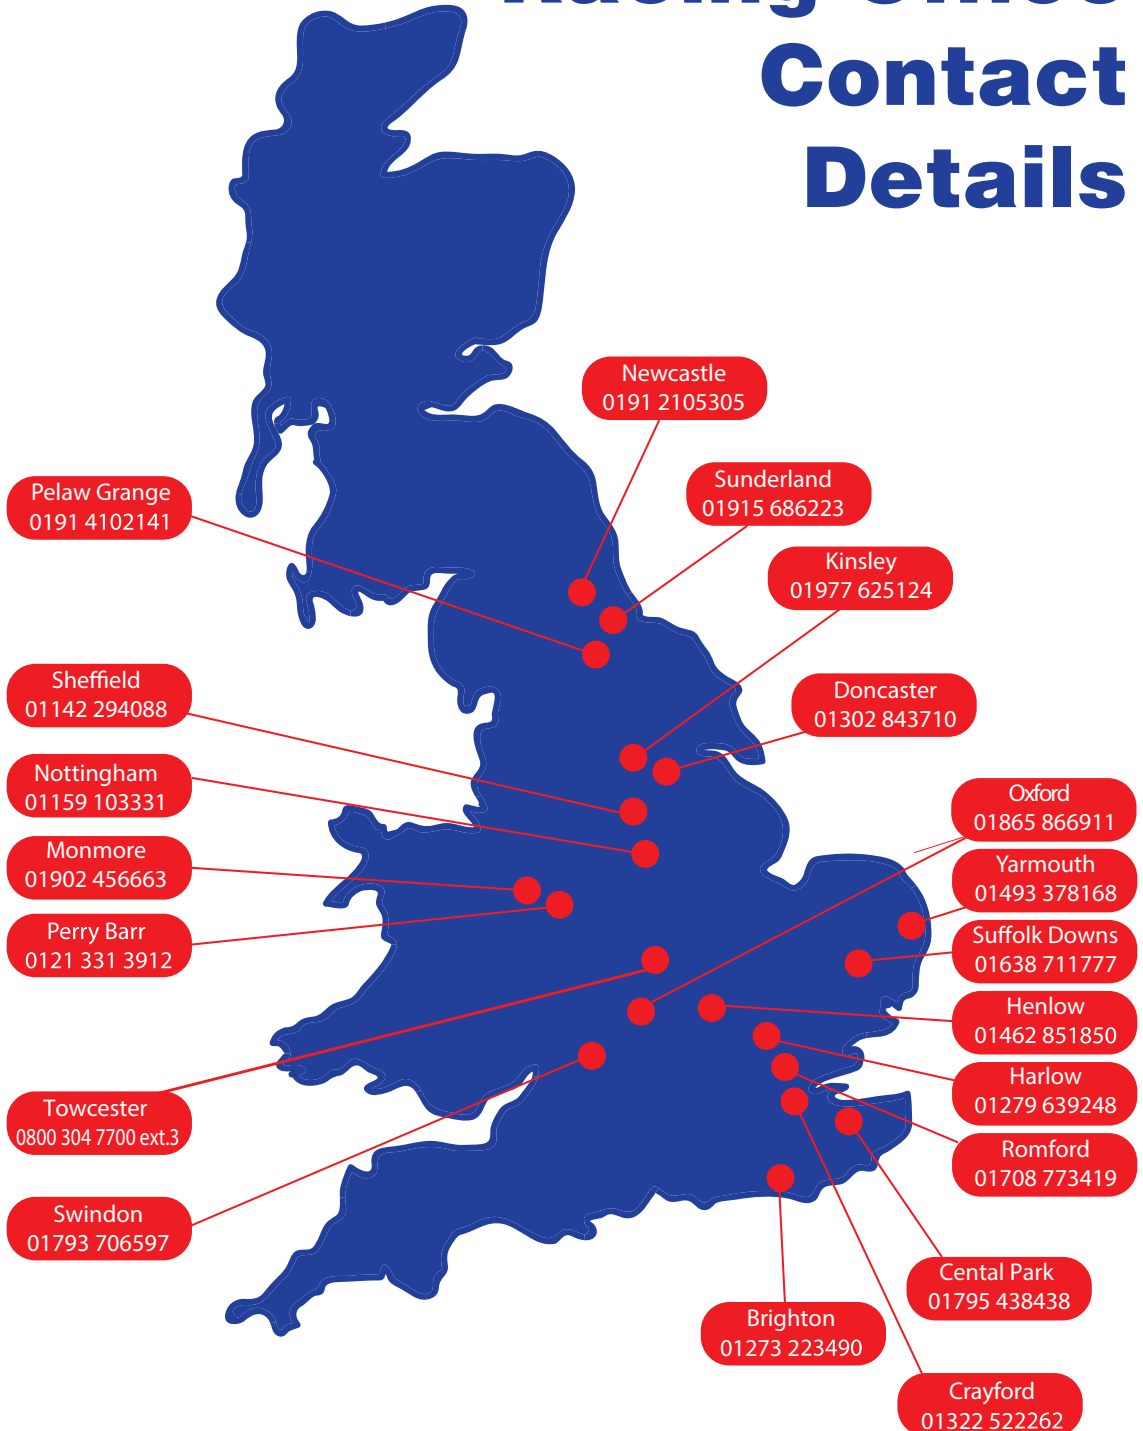 Racing Office
Contact
Details
Newcastle
0191 2105305
Sunderland
01915 686223
Pelaw Grange
0191 4102141
Kinsley
01977 625124
Sheffield
01142 294088
Doncaster
01302 843710
Nottingham
01159 103331
Oxford
01865 866911
Monmore
01902 456663
Yarmouth
01493 378168
Perry Barr
0121 331 3912
Suffolk Downs
01638 711777
Henlow
01462 851850
Harlow
01279 639248
Towcester
0800 304 7700 ext.3
Romford
01708 773419
Swindon
01793 706597
Cental Park
01795 438438
Brighton
01273 223490
Crayford
01322 522262